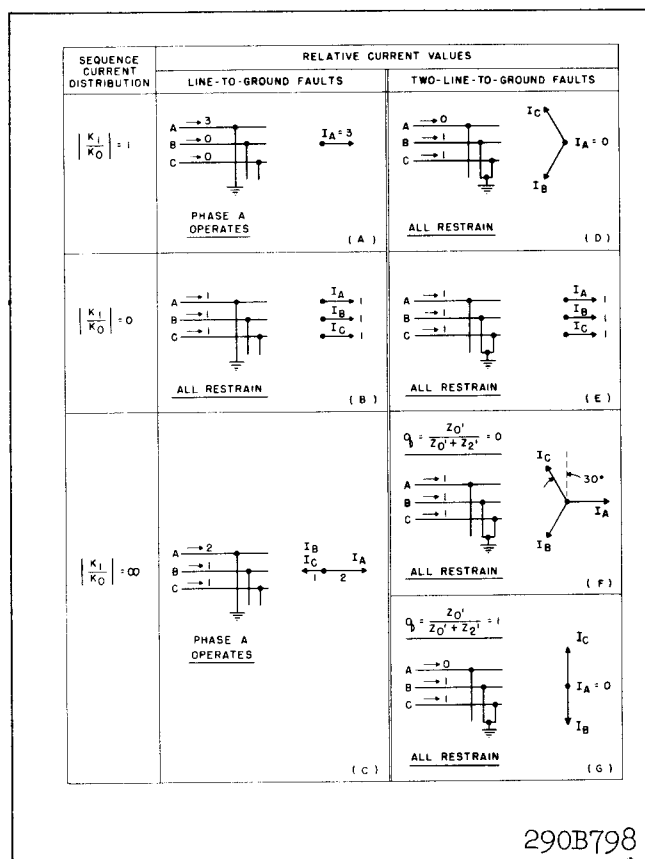 SEQUENCE
CURRENT
DISTRIBUTION
RELATIVE CURRENT VALUES
LINE-TO-GROUND FAULTS
TWO-LINE-TO-GROUND FAULTS
|K1/K0| = 1
A 3
B 0
C 0
IA = 3
PHASE A
OPERATES
(A)
A 0
B 1
C 1
IC
IA = 0
IB
ALL RESTRAIN
(D)
|K1/K0| = 0
A 1
B 1
C 1
IA 1
IB 1
IC 1
ALL RESTRAIN
(B)
A 1
B 1
C 1
IA 1
IB 1
IC 1
ALL RESTRAIN
(E)
|K1/K0| = ∞
A 2
B 1
C 1
IB
IC IA
1 2
PHASE A
OPERATES
(C)
q = Z0' / Z0' + Z2' = 0
A 1
B 1
C 1
IC
30°
IA
IB
ALL RESTRAIN
(F)
q = Z0' / Z0' + Z2' = 1
A 0
B 1
C 1
IC
IA = 0
IB
ALL RESTRAIN
(G)
290B798